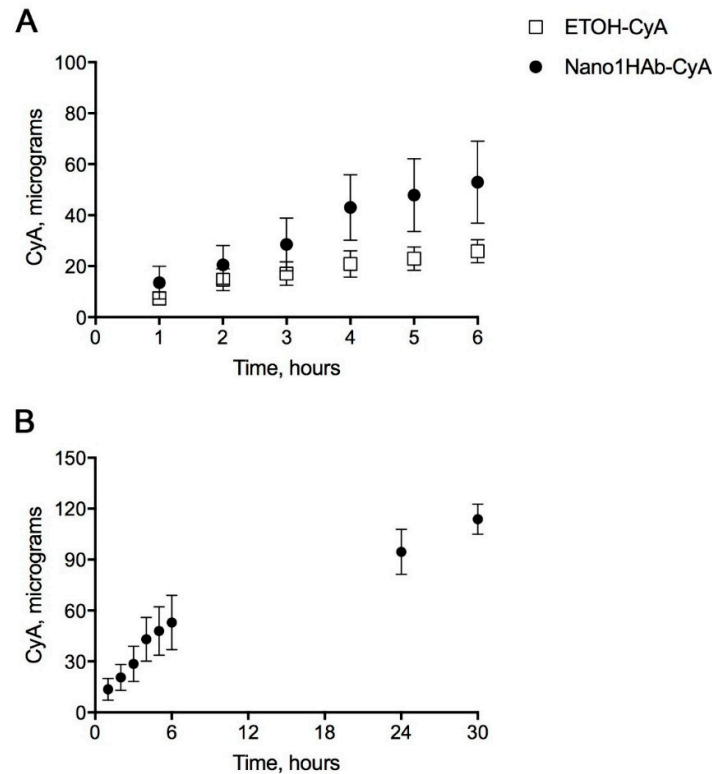 A
ETOH-CyA
Nano1HAb-CyA
100
80
60
40
20
0
CyA, micrograms
0 1 2 3 4 5 6
Time, hours
B
150
120
90
60
30
0
CyA, micrograms
0 6 12 18 24 30
Time, hours